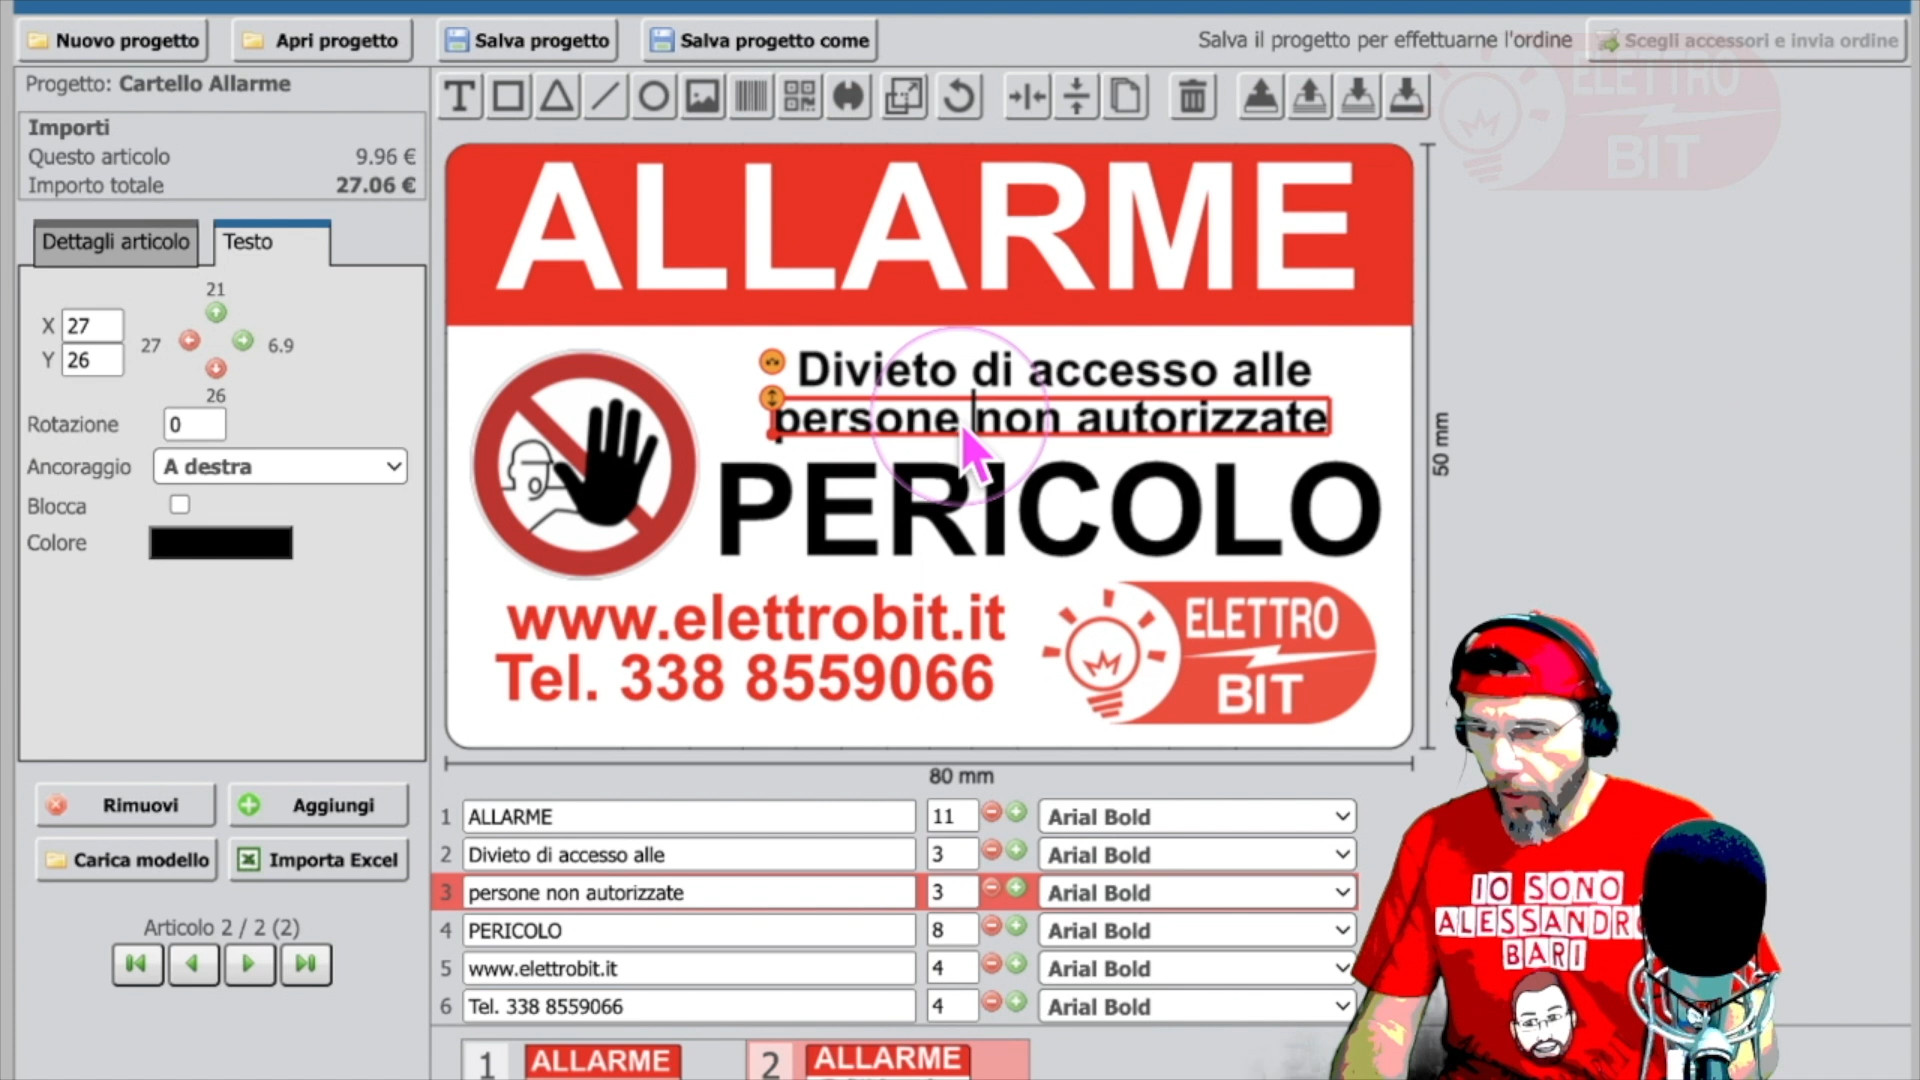 Nuovo progetto
Apri progetto
Salva progetto
Salva progetto come
Salva il progetto per effettuarne l'ordine
Scegli accessori e invia ordine
Progetto: Cartello Allarme
Importi
Questo articolo 9.96 €
Importo totale 27.06 €
Dettagli articolo
Testo
21
X 27
27
6.9
Y 26
26
Rotazione 0
Ancoraggio A destra
Blocca
Colore
ELETTRO
BIT
ALLARME
Divieto di accesso alle
persone non autorizzate
PERICOLO
www.elettrobit.it
Tel. 338 8559066
ELETTRO
BIT
50 mm
80 mm
Rimuovi
Aggiungi
Carica modello
Importa Excel
Articolo 2 / 2 (2)
1 ALLARME 11 Arial Bold
2 Divieto di accesso alle 3 Arial Bold
3 persone non autorizzate 3 Arial Bold
4 PERICOLO 8 Arial Bold
5 www.elettrobit.it 4 Arial Bold
6 Tel. 338 8559066 4 Arial Bold
1 ALLARME
2 ALLARME
IO SONO
ALESSANDR
BARI